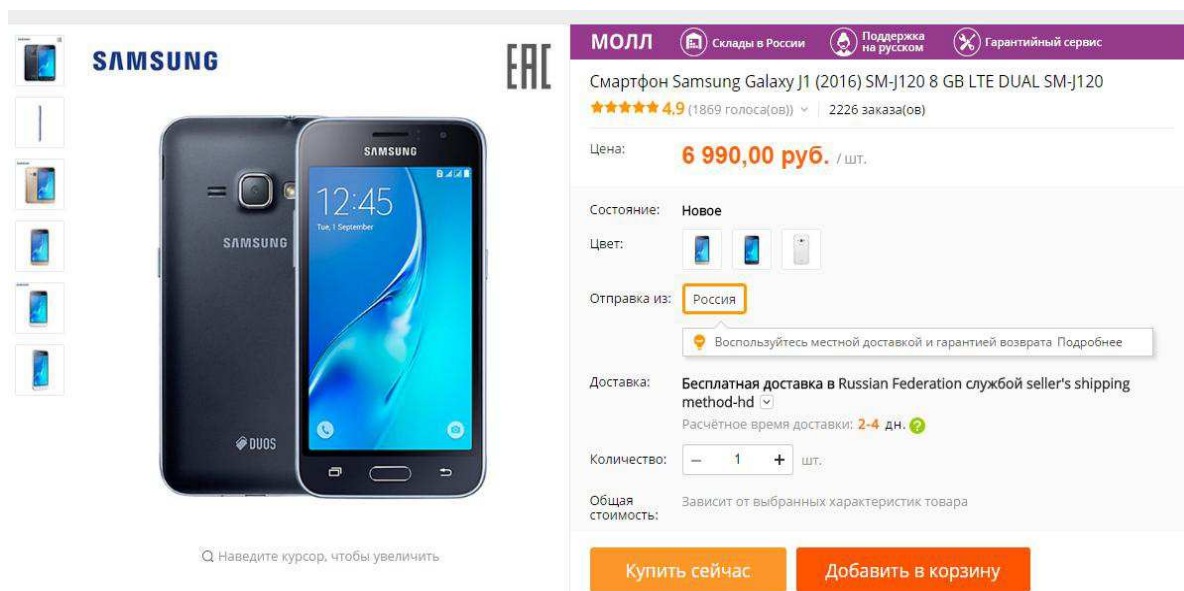 SAMSUNG
EAC
SAMSUNG
12:45
Tue, 1 September
SAMSUNG
DUOS
Наведите курсор, чтобы увеличить
МОЛЛ
Склады в России
Поддержка
на русском
Гарантийный сервис
Смартфон Samsung Galaxy J1 (2016) SM-J120 8 GB LTE DUAL SM-J120
4.9 (1869 голоса(ов)) 2226 заказа(ов)
Цена: 6 990,00 руб. / шт.
Состояние: Новое
Цвет:
Отправка из: Россия
Воспользуйтесь местной доставкой и гарантией возврата Подробнее
Доставка: Бесплатная доставка в Russian Federation службой seller's shipping
method-hd
Расчётное время доставки: 2-4 дн. ?
Количество: – 1 + шт.
Общая
стоимость: Зависит от выбранных характеристик товара
Купить сейчас Добавить в корзину